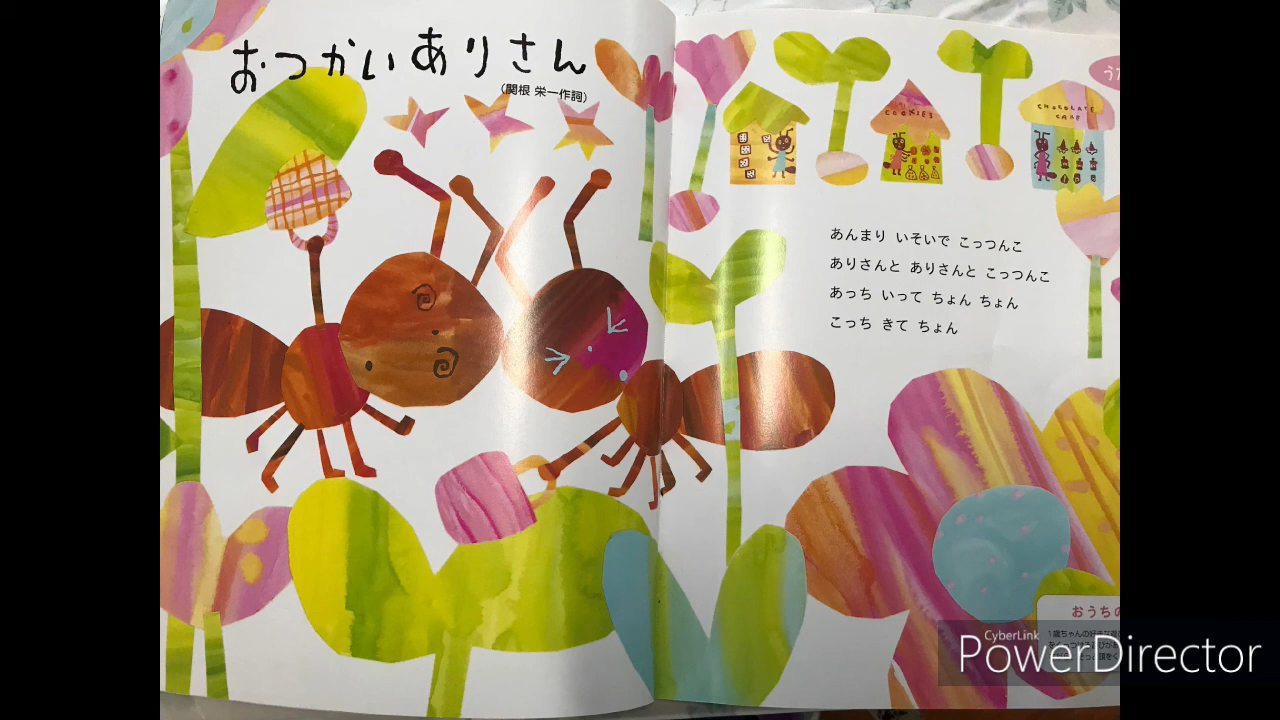 おつかい ありさん
（関根 栄一作詞）
COOKIES
CHOCOLATE
CAKE
あんまり いそいで こっつんこ
ありさんと ありさんと こっつんこ
あっち いって ちょん ちょん
こっち きて ちょん
おうちの
CyberLink
PowerDirector